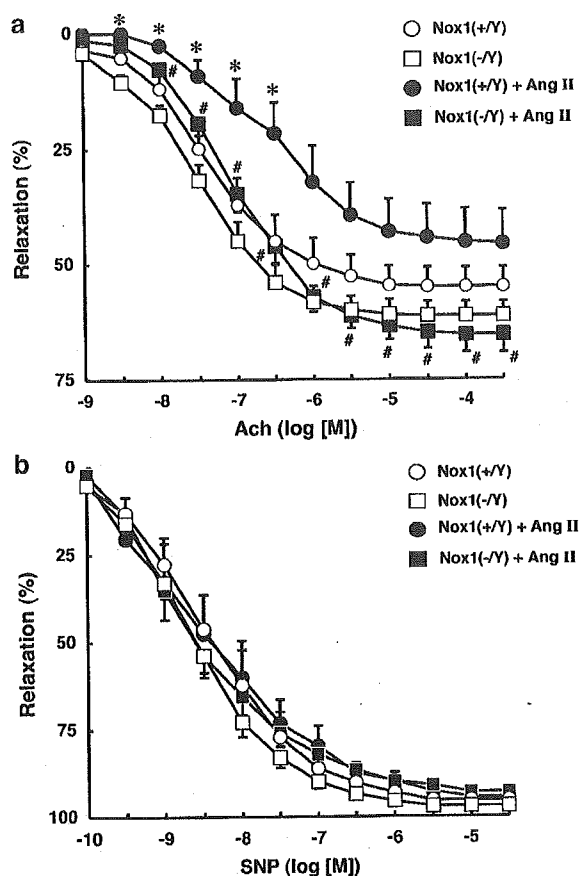 a
Nox1(+/Y)
Nox1(-/Y)
Nox1(+/Y) + Ang II
Nox1(-/Y) + Ang II
0
25
50
75
Relaxation (%)
* * * * *
# # # # # # # # # #
-9 -8 -7 -6 -5 -4
Ach (log [M])
b
Nox1(+/Y)
Nox1(-/Y)
Nox1(+/Y) + Ang II
Nox1(-/Y) + Ang II
0
25
50
75
100
Relaxation (%)
-10 -9 -8 -7 -6 -5
SNP (log [M])